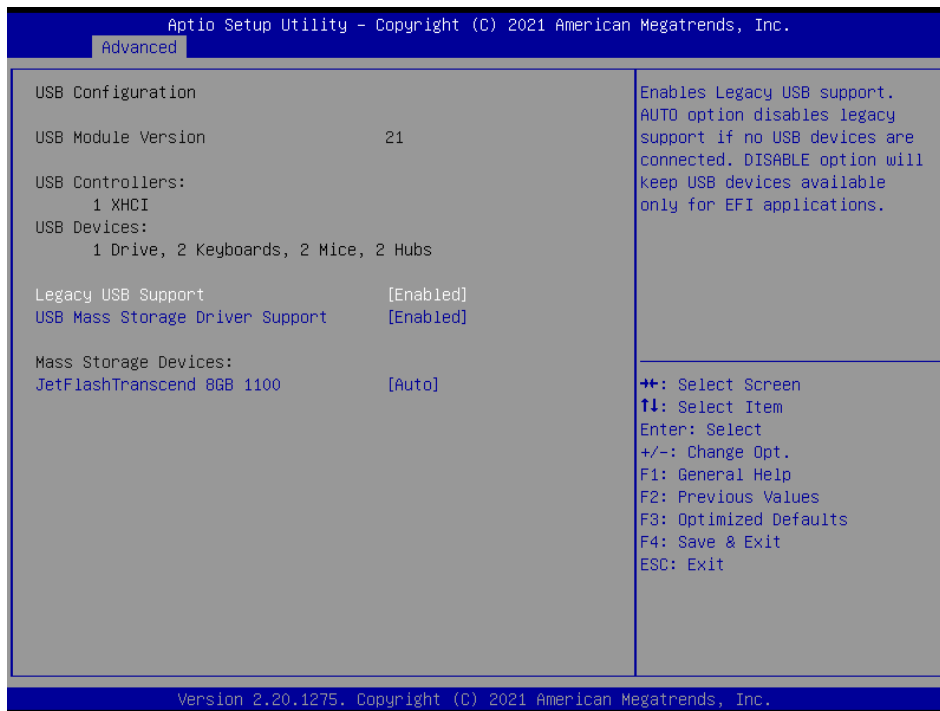 Aptio Setup Utility – Copyright (C) 2021 American Megatrends, Inc.
Advanced
USB Configuration
USB Module Version 21
USB Controllers:
1 XHCI
USB Devices:
1 Drive, 2 Keyboards, 2 Mice, 2 Hubs
Legacy USB Support [Enabled]
USB Mass Storage Driver Support [Enabled]
Mass Storage Devices:
JetFlashTranscend 8GB 1100 [Auto]
Enables Legacy USB support.
AUTO option disables legacy
support if no USB devices are
connected. DISABLE option will
keep USB devices available
only for EFI applications.
→←: Select Screen
↑↓: Select Item
Enter: Select
+/-: Change Opt.
F1: General Help
F2: Previous Values
F3: Optimized Defaults
F4: Save & Exit
ESC: Exit
Version 2.20.1275. Copyright (C) 2021 American Megatrends, Inc.